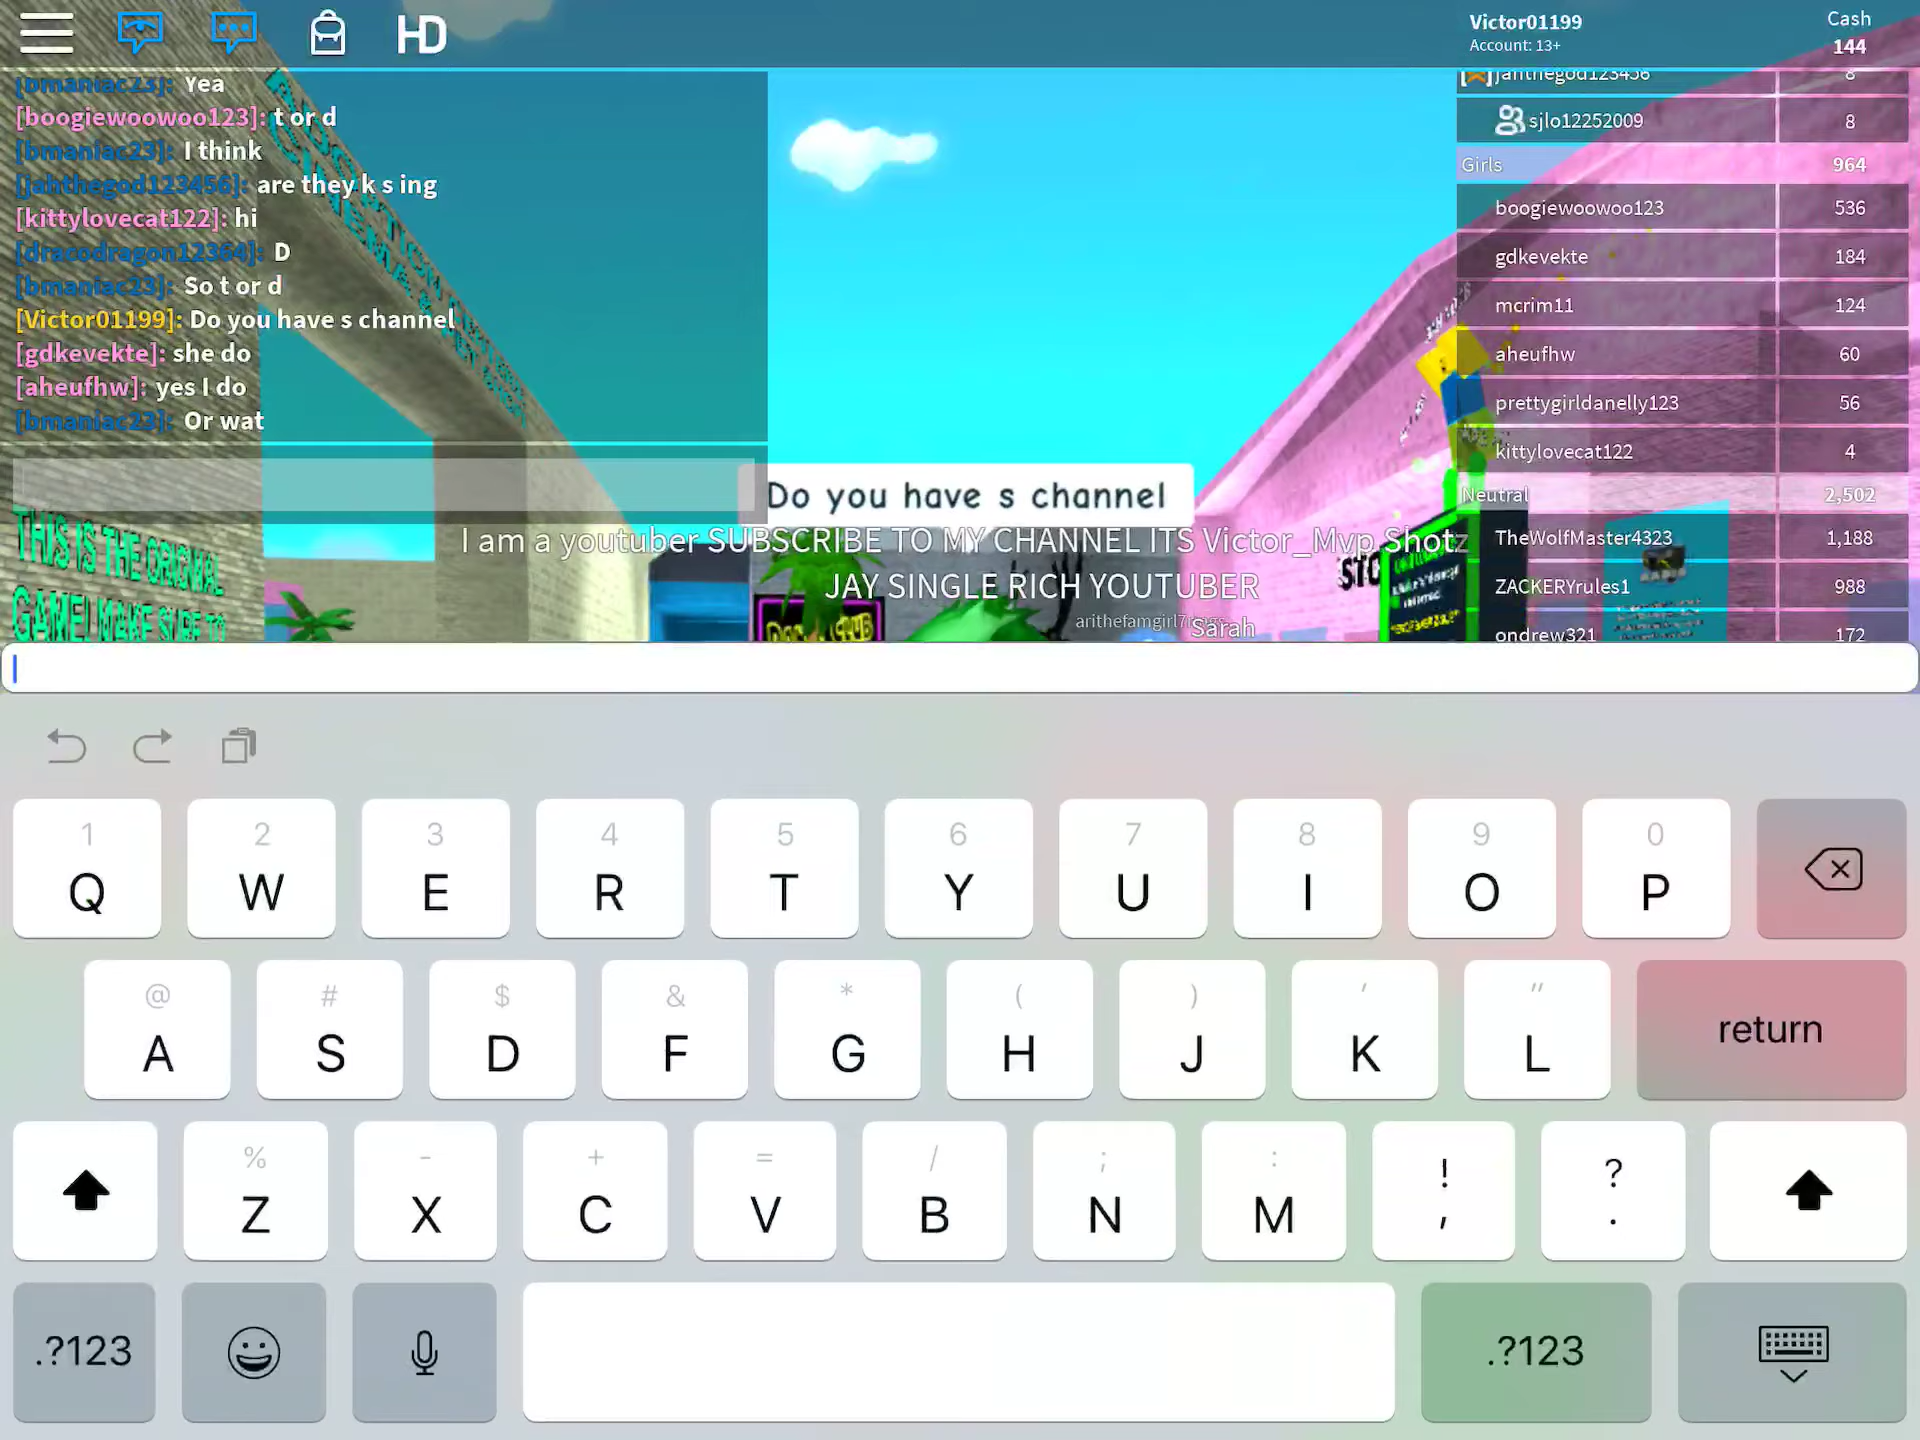 HD
Victor01199
Account: 13+
Cash
144
[bmaniac23]: Yea
[boogiewoowoo123]: t or d
[bmaniac23]: I think
[jahthegod123456]: are they k s ing
[kittylovecat122]: hi
[dracodragon12364]: D
[bmaniac23]: So t or d
[Victor01199]: Do you have s channel
[gdkevekte]: she do
[aheufhw]: yes I do
[bmaniac23]: Or wat
jahthegod123456 8
sjlo12252009 8
Girls 964
boogiewoowoo123 536
gdkevekte 184
mcrim11 124
aheufhw 60
prettygirldanelly123 56
kittylovecat122 4
Neutral 2,502
TheWolfMaster4323 1,188
ZACKERYrules1 988
ondrew321 172
Do you have s channel
I am a youtuber SUBSCRIBE TO MY CHANNEL ITS Victor_Mvp Shotz
JAY SINGLE RICH YOUTUBER
Sarah
THIS IS THE ORIGINAL
GAME! MAKE SURE TO
1 2 3 4 5 6 7 8 9 0
Q W E R T Y U I O P
@ # $ & * ( ) ' "
A S D F G H J K L return
% - + = / ; : ! ?
Z X C V B N M , .
.?123 .?123